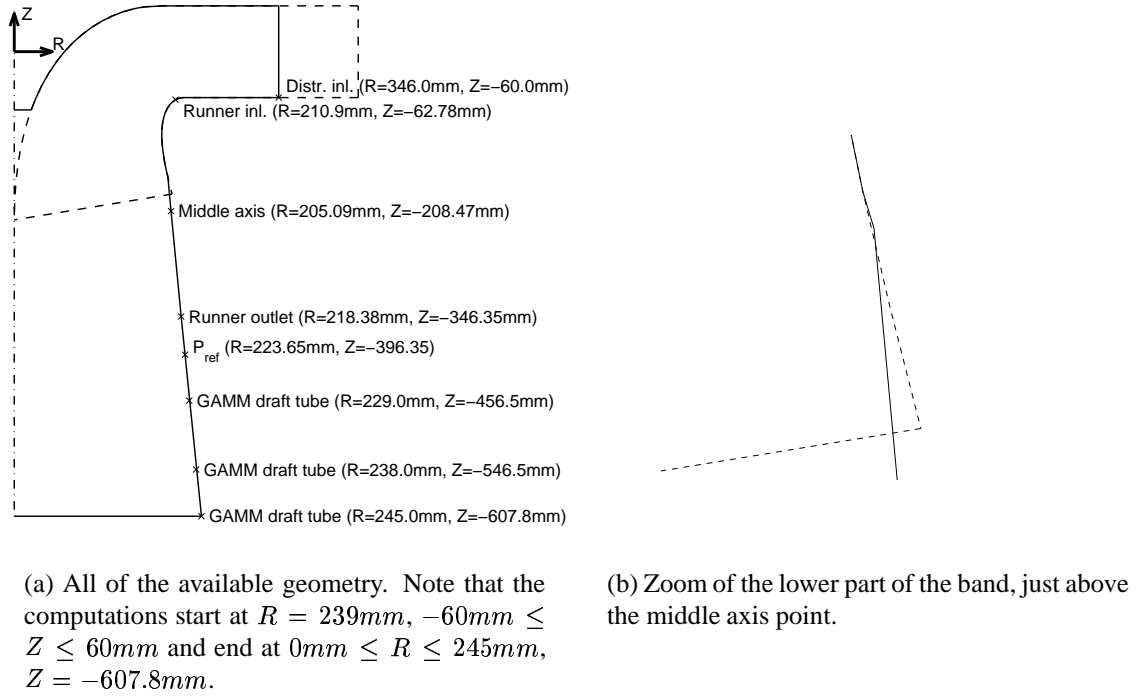 Z
R
Distr. inl. (R=346.0mm, Z=−60.0mm)
Runner inl. (R=210.9mm, Z=−62.78mm)
Middle axis (R=205.09mm, Z=−208.47mm)
Runner outlet (R=218.38mm, Z=−346.35mm)
P_ref (R=223.65mm, Z=−396.35)
GAMM draft tube (R=229.0mm, Z=−456.5mm)
GAMM draft tube (R=238.0mm, Z=−546.5mm)
GAMM draft tube (R=245.0mm, Z=−607.8mm)
(a) All of the available geometry. Note that the
computations start at R = 239mm, −60mm ≤
Z ≤ 60mm and end at 0mm ≤ R ≤ 245mm,
Z = −607.8mm.
(b) Zoom of the lower part of the band, just above
the middle axis point.